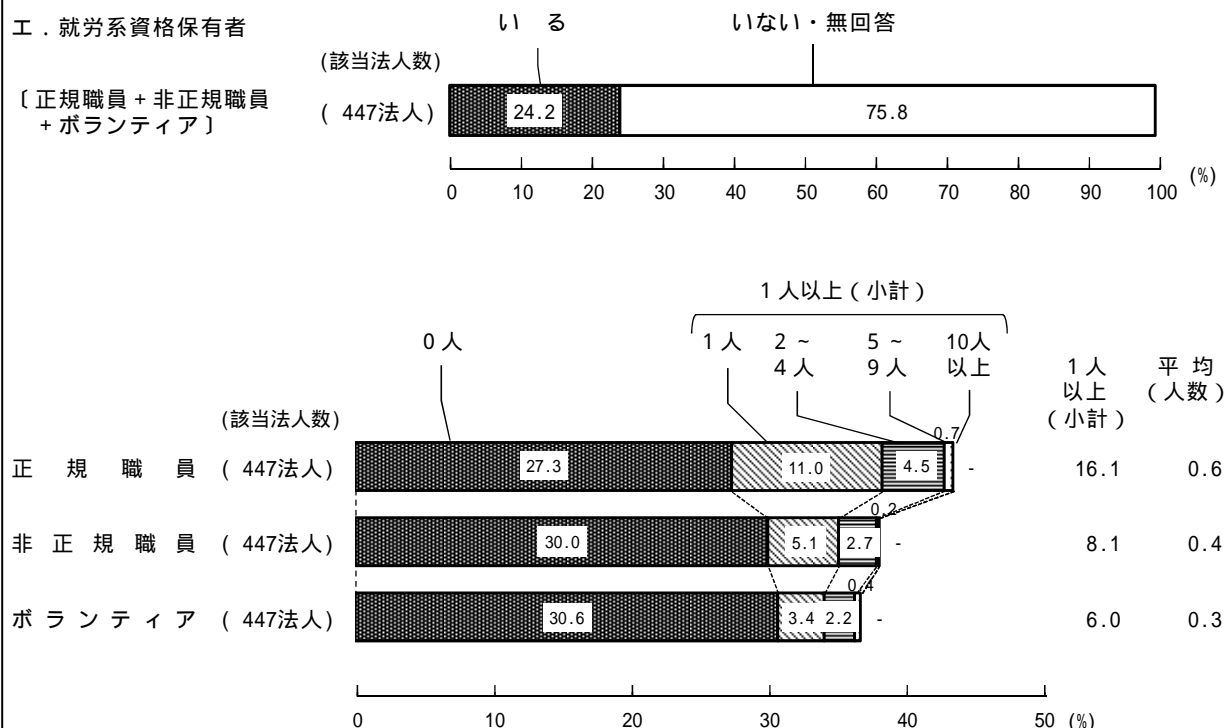 エ．就労系資格保有者
い る
いない・無回答
(該当法人数)
〔正規職員＋非正規職員
＋ボランティア〕
( 447法人)
24.2
75.8
0 10 20 30 40 50 60 70 80 90 100 (%)
１人以上（小計）
０人
１人
２～
４人
５～
９人
10人
以上
１人
以上
（小計）
平 均
（人数）
(該当法人数)
正 規 職 員 ( 447法人)
27.3 11.0 4.5 0.7 - 16.1 0.6
非 正 規 職 員 ( 447法人)
30.0 5.1 2.7 0.2 - 8.1 0.4
ボ ラ ン テ ィ ア ( 447法人)
30.6 3.4 2.2 0.4 - 6.0 0.3
0 10 20 30 40 50 (%)